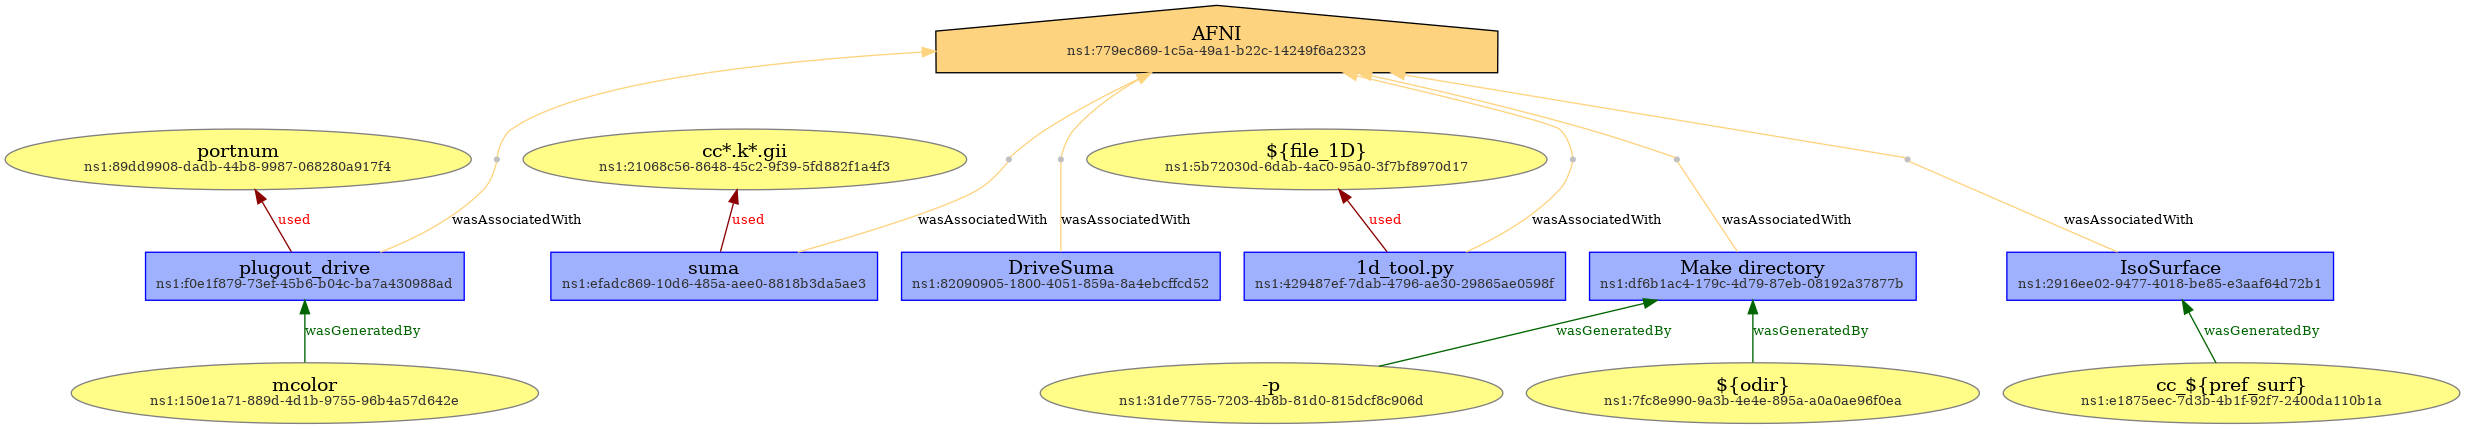 AFNI
ns1:779ec869-1c5a-49a1-b22c-14249f6a2323
portnum
ns1:89dd9908-dadb-44b8-9987-068280a917f4
cc*.k*.gii
ns1:21068c56-8648-45c2-9f39-5fd882f1a4f3
${file_1D}
ns1:5b72030d-6dab-4ac0-95a0-3f7bf8970d17
used
wasAssociatedWith
used
wasAssociatedWith
wasAssociatedWith
used
wasAssociatedWith
wasAssociatedWith
wasAssociatedWith
plugout_drive
ns1:f0e1f879-73ef-45b6-b04c-ba7a430988ad
suma
ns1:efadc869-10d6-485a-aee0-8818b3da5ae3
DriveSuma
ns1:82090905-1800-4051-859a-8a4ebcffcd52
1d_tool.py
ns1:429487ef-7dab-4796-ae30-29865ae0598f
Make directory
ns1:df6b1ac4-179c-4d79-87eb-08192a37877b
IsoSurface
ns1:2916ee02-9477-4018-be85-e3aaf64d72b1
wasGeneratedBy
wasGeneratedBy
wasGeneratedBy
wasGeneratedBy
mcolor
ns1:150e1a71-889d-4d1b-9755-96b4a57d642e
-p
ns1:31de7755-7203-4b8b-81d0-815dcf8c906d
${odir}
ns1:7fc8e990-9a3b-4e4e-895a-a0a0ae96f0ea
cc_${pref_surf}
ns1:e1875eec-7d3b-4b1f-92f7-2400da110b1a